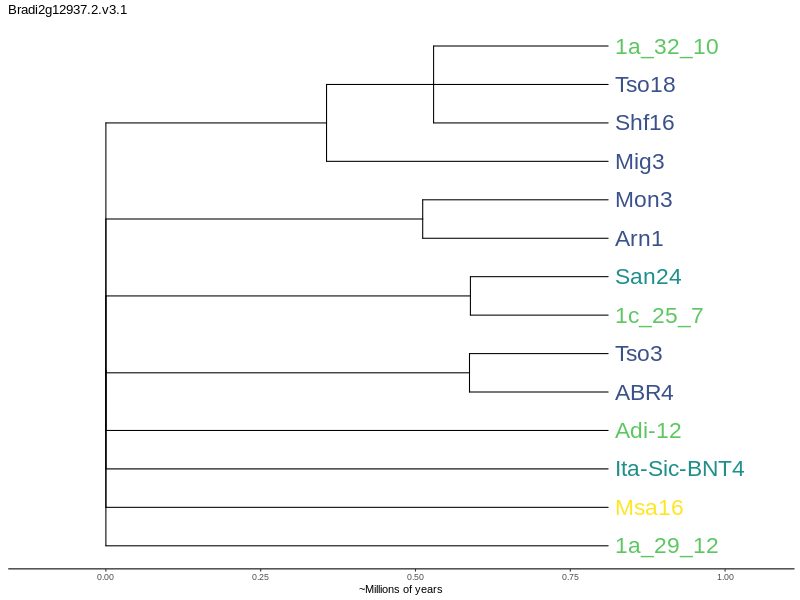 Bradi2g12937.2.v3.1
1a_32_10
Tso18
Shf16
Mig3
Mon3
Arn1
San24
1c_25_7
Tso3
ABR4
Adi-12
Ita-Sic-BNT4
Msa16
1a_29_12
0.00 0.25 0.50 0.75 1.00
~Millions of years